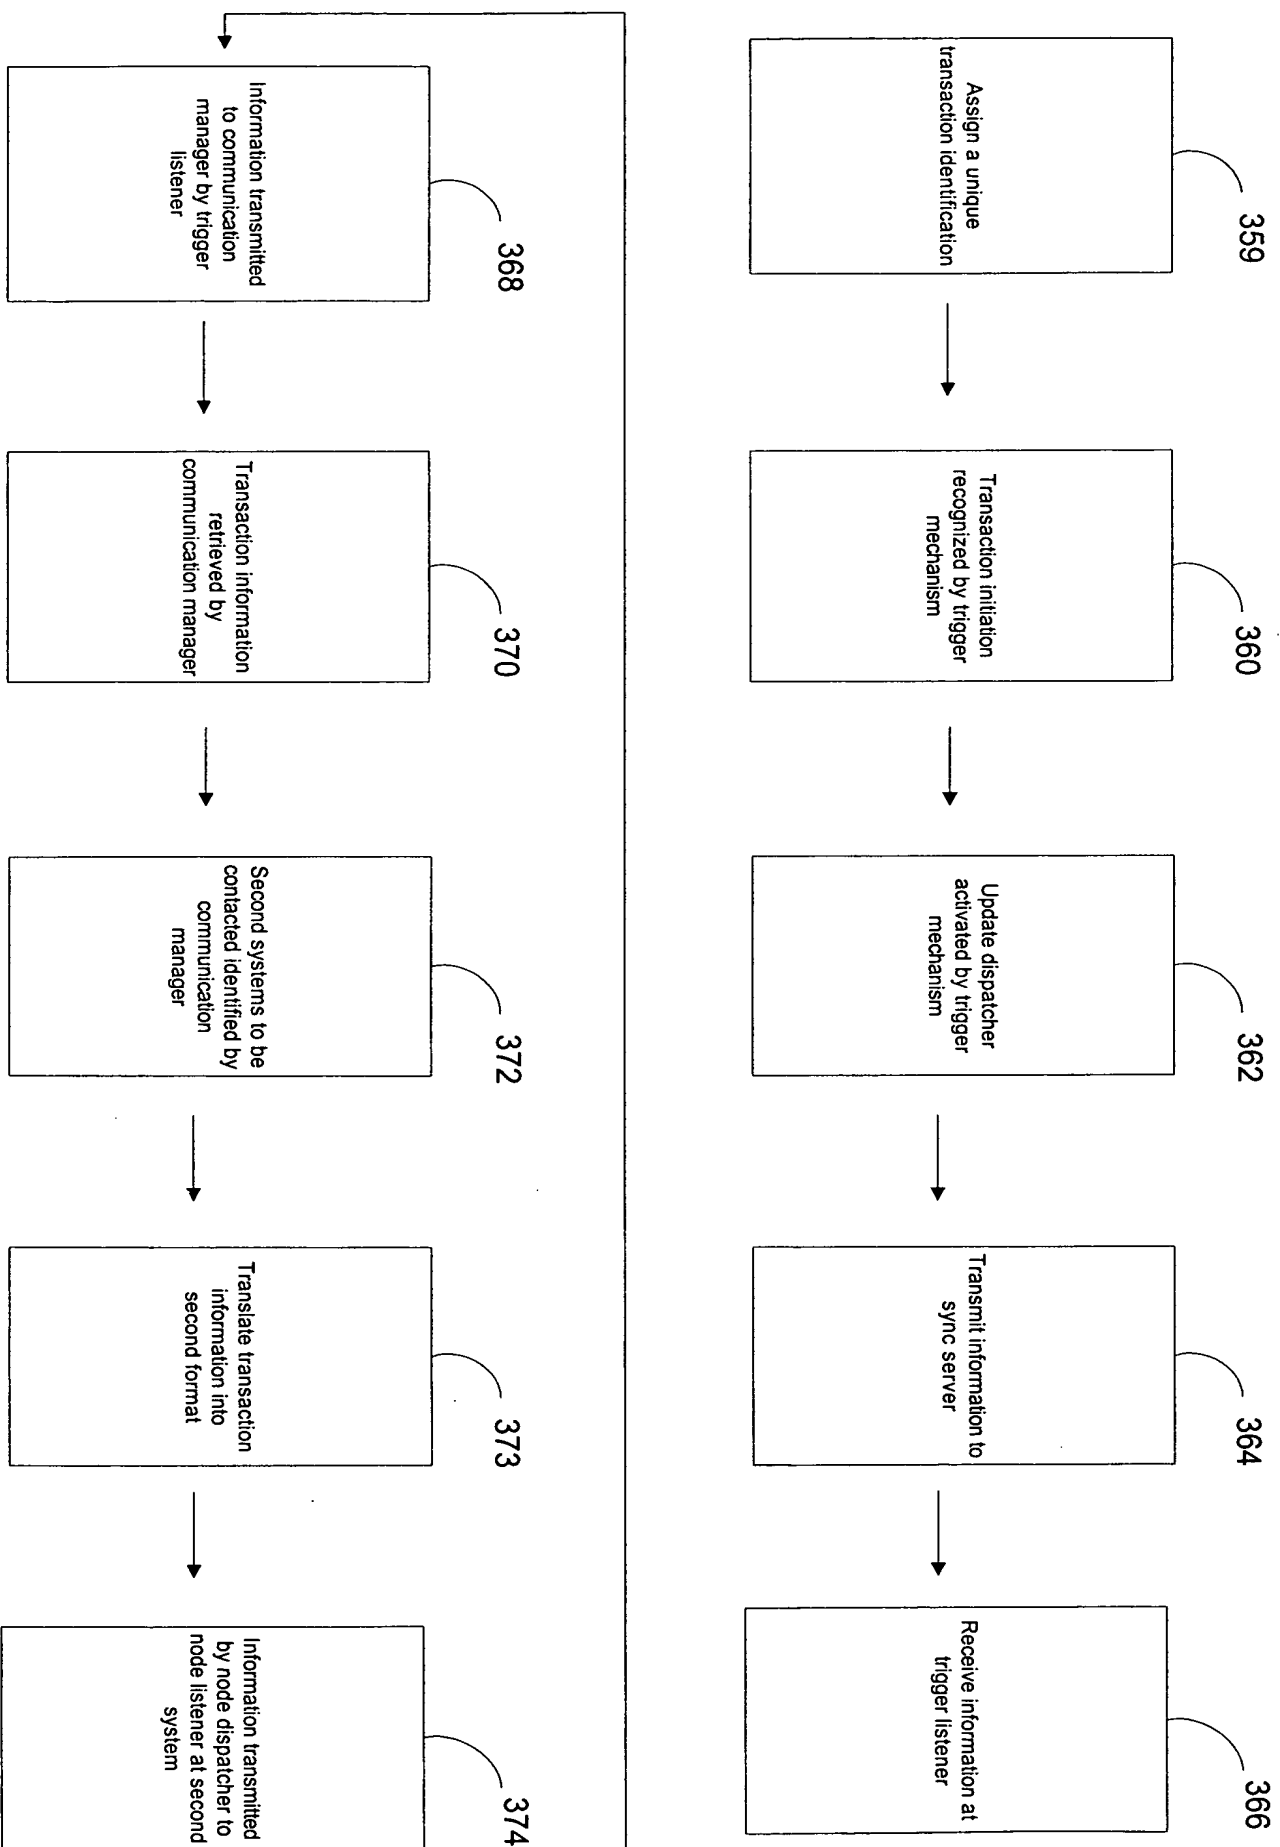 359
Assign a unique
transaction identification
360
Transaction initiation
recognized by trigger
mechanism
362
Update dispatcher
activated by trigger
mechanism
364
Transmit information to
sync server
366
Receive information at
trigger listener
368
Information transmitted
to communication
manager by trigger
listener
370
Transaction information
retrieved by
communication manager
372
Second systems to be
contacted identified by
communication
manager
373
Translate transaction
information into
second format
374
Information transmitted
by node dispatcher to
node listener at second
system